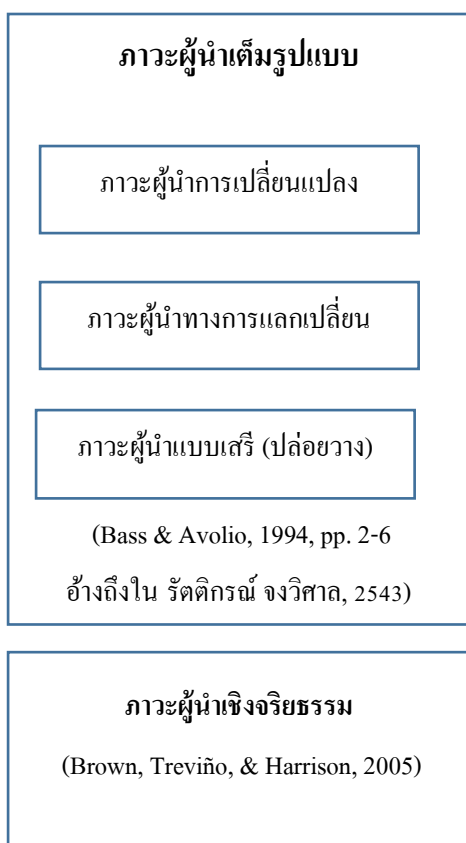 ภาวะผู้นำเต็มรูปแบบ
ภาวะผู้นำการเปลี่ยนแปลง
ภาวะผู้นำทางการแลกเปลี่ยน
ภาวะผู้นำแบบเสรี (ปล่อยวาง)
(Bass & Avolio, 1994, pp. 2-6
อ้างถึงใน รัตติกรณ์ จงวิศาล, 2543)
ภาวะผู้นำเชิงจริยธรรม
(Brown, Treviño, & Harrison, 2005)